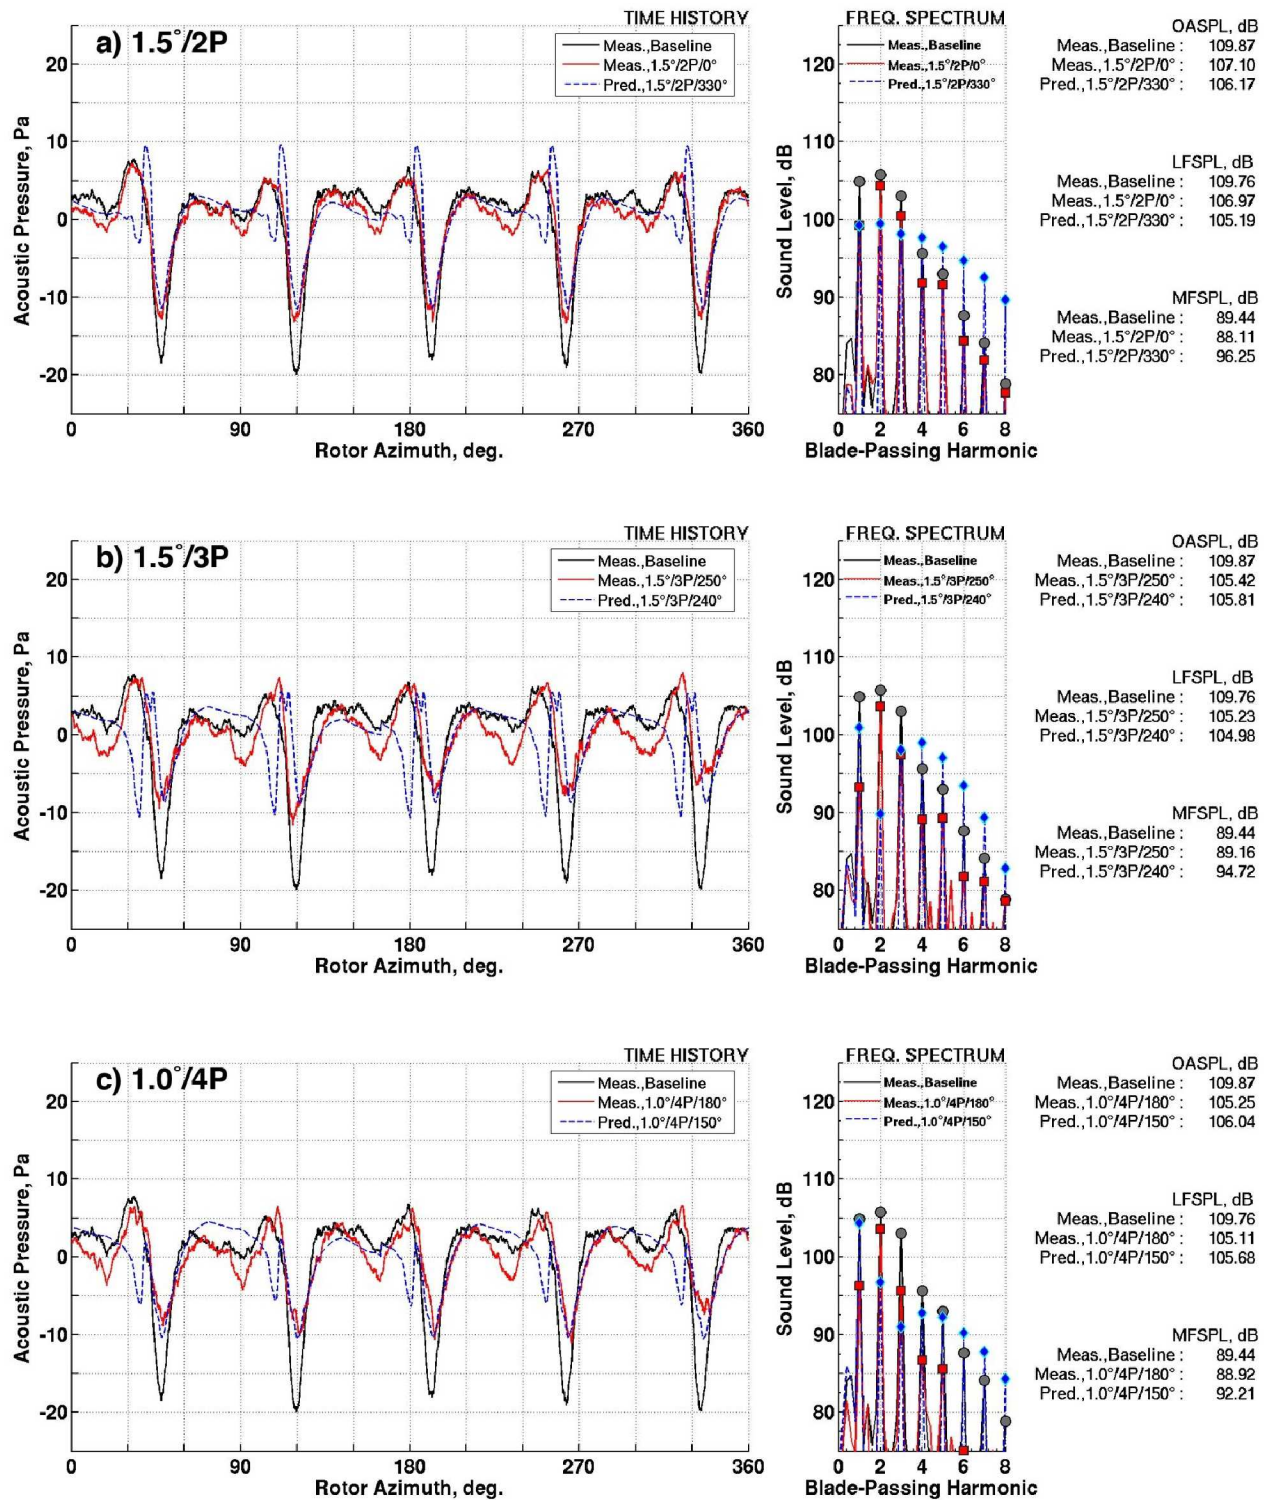 TIME HISTORY
a) 1.5°/2P
Meas.,Baseline
Meas.,1.5°/2P/0°
Pred.,1.5°/2P/330°
20
10
0
-10
-20
Acoustic Pressure, Pa
0 90 180 270 360
Rotor Azimuth, deg.
FREQ. SPECTRUM
Meas.,Baseline
Meas.,1.5°/2P/0°
Pred.,1.5°/2P/330°
120
110
100
90
80
Sound Level, dB
0 2 4 6 8
Blade-Passing Harmonic
OASPL, dB
Meas.,Baseline : 109.87
Meas.,1.5°/2P/0° : 107.10
Pred.,1.5°/2P/330° : 106.17
LFSPL, dB
Meas.,Baseline : 109.76
Meas.,1.5°/2P/0° : 106.97
Pred.,1.5°/2P/330° : 105.19
MFSPL, dB
Meas.,Baseline : 89.44
Meas.,1.5°/2P/0° : 88.11
Pred.,1.5°/2P/330° : 96.25
TIME HISTORY
b) 1.5°/3P
Meas.,Baseline
Meas.,1.5°/3P/250°
Pred.,1.5°/3P/240°
20
10
0
-10
-20
Acoustic Pressure, Pa
0 90 180 270 360
Rotor Azimuth, deg.
FREQ. SPECTRUM
Meas.,Baseline
Meas.,1.5°/3P/250°
Pred.,1.5°/3P/240°
120
110
100
90
80
Sound Level, dB
0 2 4 6 8
Blade-Passing Harmonic
OASPL, dB
Meas.,Baseline : 109.87
Meas.,1.5°/3P/250° : 105.42
Pred.,1.5°/3P/240° : 105.81
LFSPL, dB
Meas.,Baseline : 109.76
Meas.,1.5°/3P/250° : 105.23
Pred.,1.5°/3P/240° : 104.98
MFSPL, dB
Meas.,Baseline : 89.44
Meas.,1.5°/3P/250° : 89.16
Pred.,1.5°/3P/240° : 94.72
TIME HISTORY
c) 1.0°/4P
Meas.,Baseline
Meas.,1.0°/4P/180°
Pred.,1.0°/4P/150°
20
10
0
-10
-20
Acoustic Pressure, Pa
0 90 180 270 360
Rotor Azimuth, deg.
FREQ. SPECTRUM
Meas.,Baseline
Meas.,1.0°/4P/180°
Pred.,1.0°/4P/150°
120
110
100
90
80
Sound Level, dB
0 2 4 6 8
Blade-Passing Harmonic
OASPL, dB
Meas.,Baseline : 109.87
Meas.,1.0°/4P/180° : 105.25
Pred.,1.0°/4P/150° : 106.04
LFSPL, dB
Meas.,Baseline : 109.76
Meas.,1.0°/4P/180° : 105.11
Pred.,1.0°/4P/150° : 105.68
MFSPL, dB
Meas.,Baseline : 89.44
Meas.,1.0°/4P/180° : 88.92
Pred.,1.0°/4P/150° : 92.21